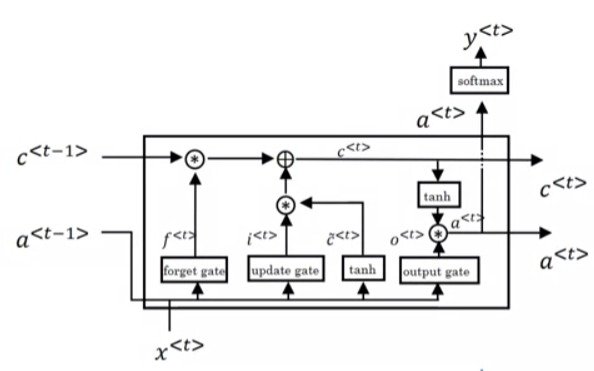 y<t>
softmax
a<t>
c<t-1>
c<t>
c<t>
tanh
a<t-1>
f<t>
i<t>
c̃<t>
o<t>
a<t>
a<t>
forget gate
update gate
tanh
output gate
x<t>